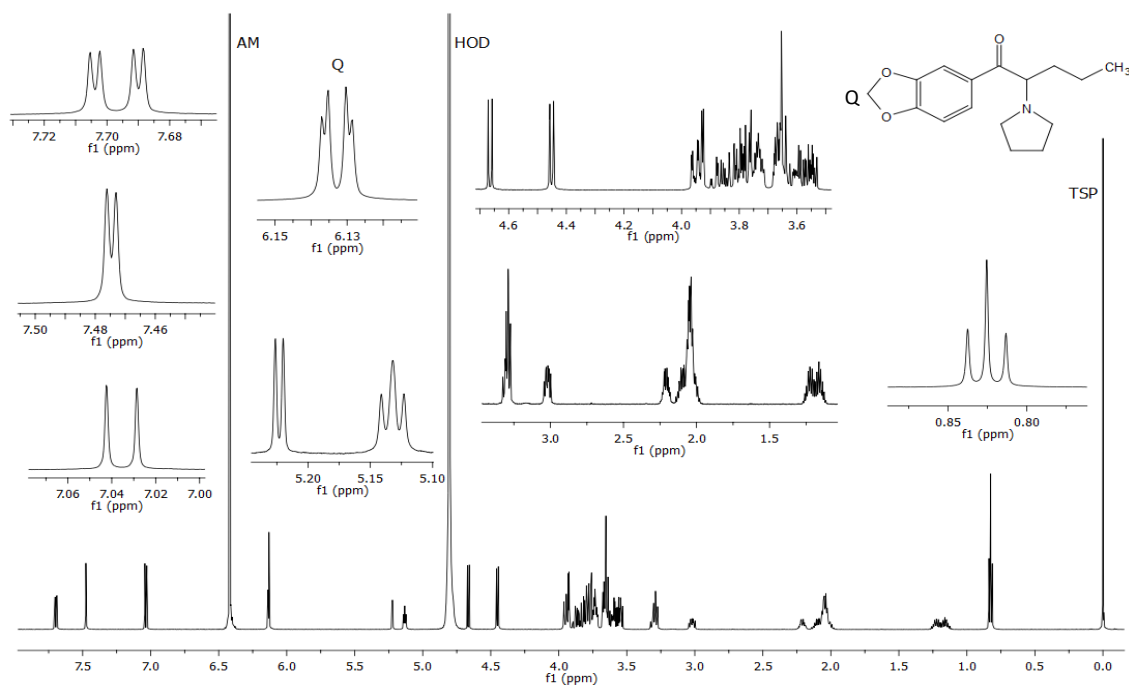 AM
HOD
TSP
Q
Q
O
O
O
N
CH3
7.72 7.70 7.68
f1 (ppm)
6.15 6.13
f1 (ppm)
4.6 4.4 4.2 4.0 3.8 3.6
f1 (ppm)
7.50 7.48 7.46
f1 (ppm)
5.20 5.15 5.10
f1 (ppm)
3.0 2.5 2.0 1.5
f1 (ppm)
0.85 0.80
f1 (ppm)
7.06 7.04 7.02 7.00
f1 (ppm)
7.5 7.0 6.5 6.0 5.5 5.0 4.5 4.0 3.5 3.0 2.5 2.0 1.5 1.0 0.5 0.0
f1 (ppm)